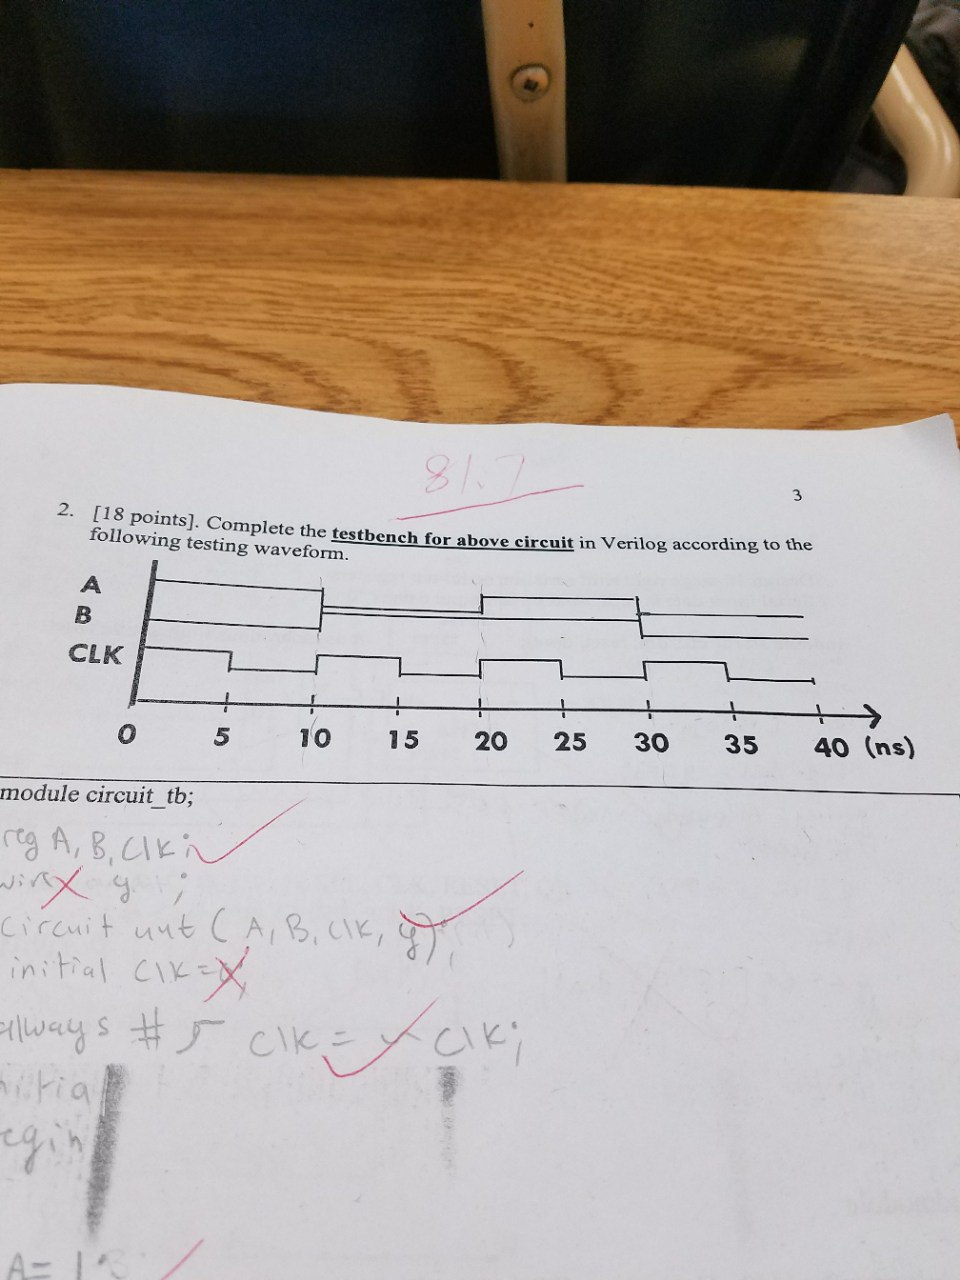 81.7
3
2. [18 points]. Complete the testbench for above circuit in Verilog according to the
following testing waveform.
A
B
CLK
0 5 10 15 20 25 30 35 40 (ns)
module circuit_tb;
reg A, B, Clk;
wire y ;
circuit uut ( A, B, Clk, y);
initial Clk =
always # 5 Clk = ~ Clk;
initial
begin
A= 1